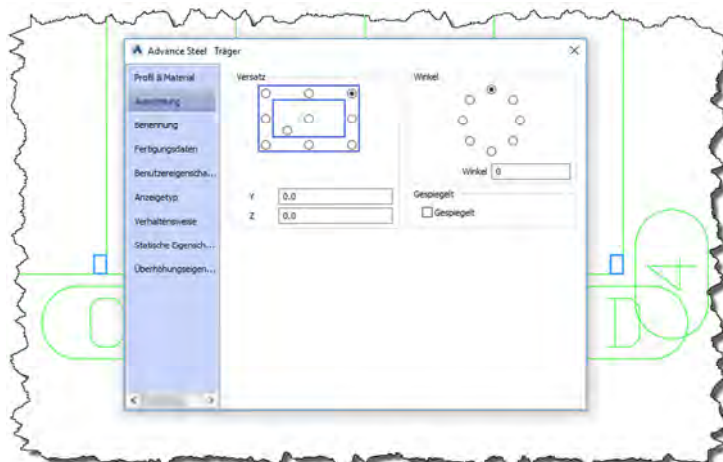 Advance Steel Träger
Profil & Material
Ausrichtung
Benennung
Fertigungsdaten
Benutzereigenscha...
Anzeigetyp
Verhaltensweise
Statische Eigensch...
Überhöhungseigen...
Versatz
Y 0.0
Z 0.0
Winkel
Winkel 0
Gespiegelt
Gespiegelt
C
D
4